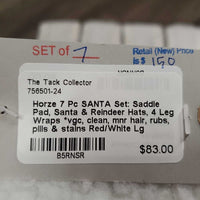 SET of 7
Retail (New) Price
is $ 150
The Tack Collector
756501-24
Horze 7 Pc SANTA Set: Saddle
Pad, Santa & Reindeer Hats, 4 Leg
Wraps *vgc, clean, mnr hair, rubs,
pills & stains Red/White Lg
B5RNSR
$83.00